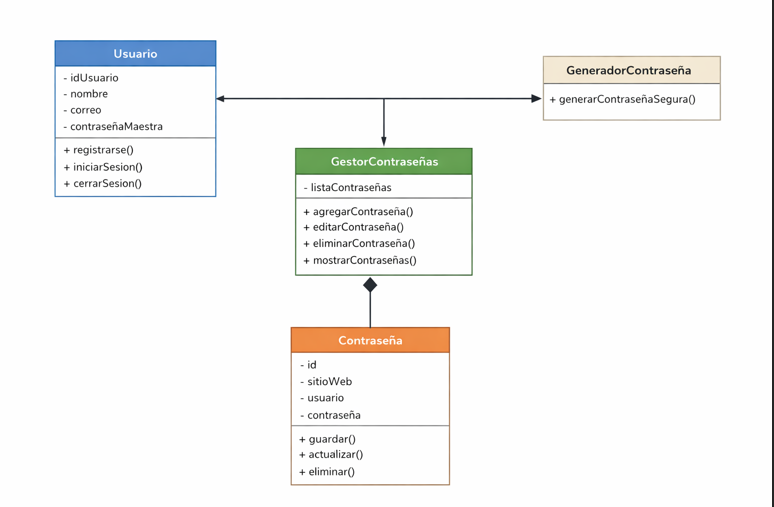 Usuario
- idUsuario
- nombre
- correo
- contraseñaMaestra
+ registrarse()
+ iniciarSesion()
+ cerrarSesion()
GeneradorContraseña
+ generarContraseñaSegura()
GestorContraseñas
- listaContraseñas
+ agregarContraseña()
+ editarContraseña()
+ eliminarContraseña()
+ mostrarContraseñas()
Contraseña
- id
- sitioWeb
- usuario
- contraseña
+ guardar()
+ actualizar()
+ eliminar()